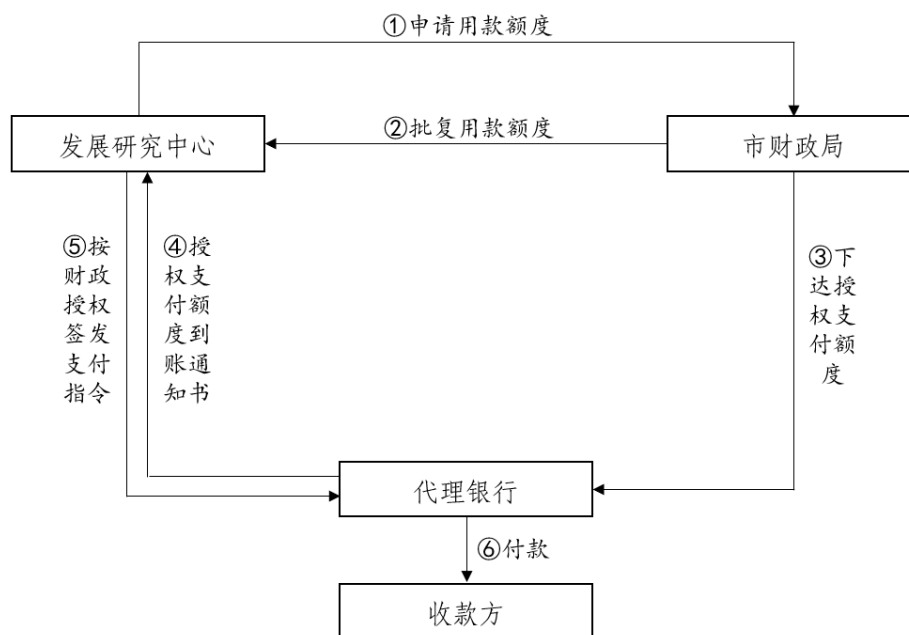 ①申请用款额度
②批复用款额度
发展研究中心
市财政局
⑤按
财政
授权
签发
支付
指令
④授
权支
付额
度到
账通
知书
③下
达授
权支
付额
度
代理银行
⑥付款
收款方